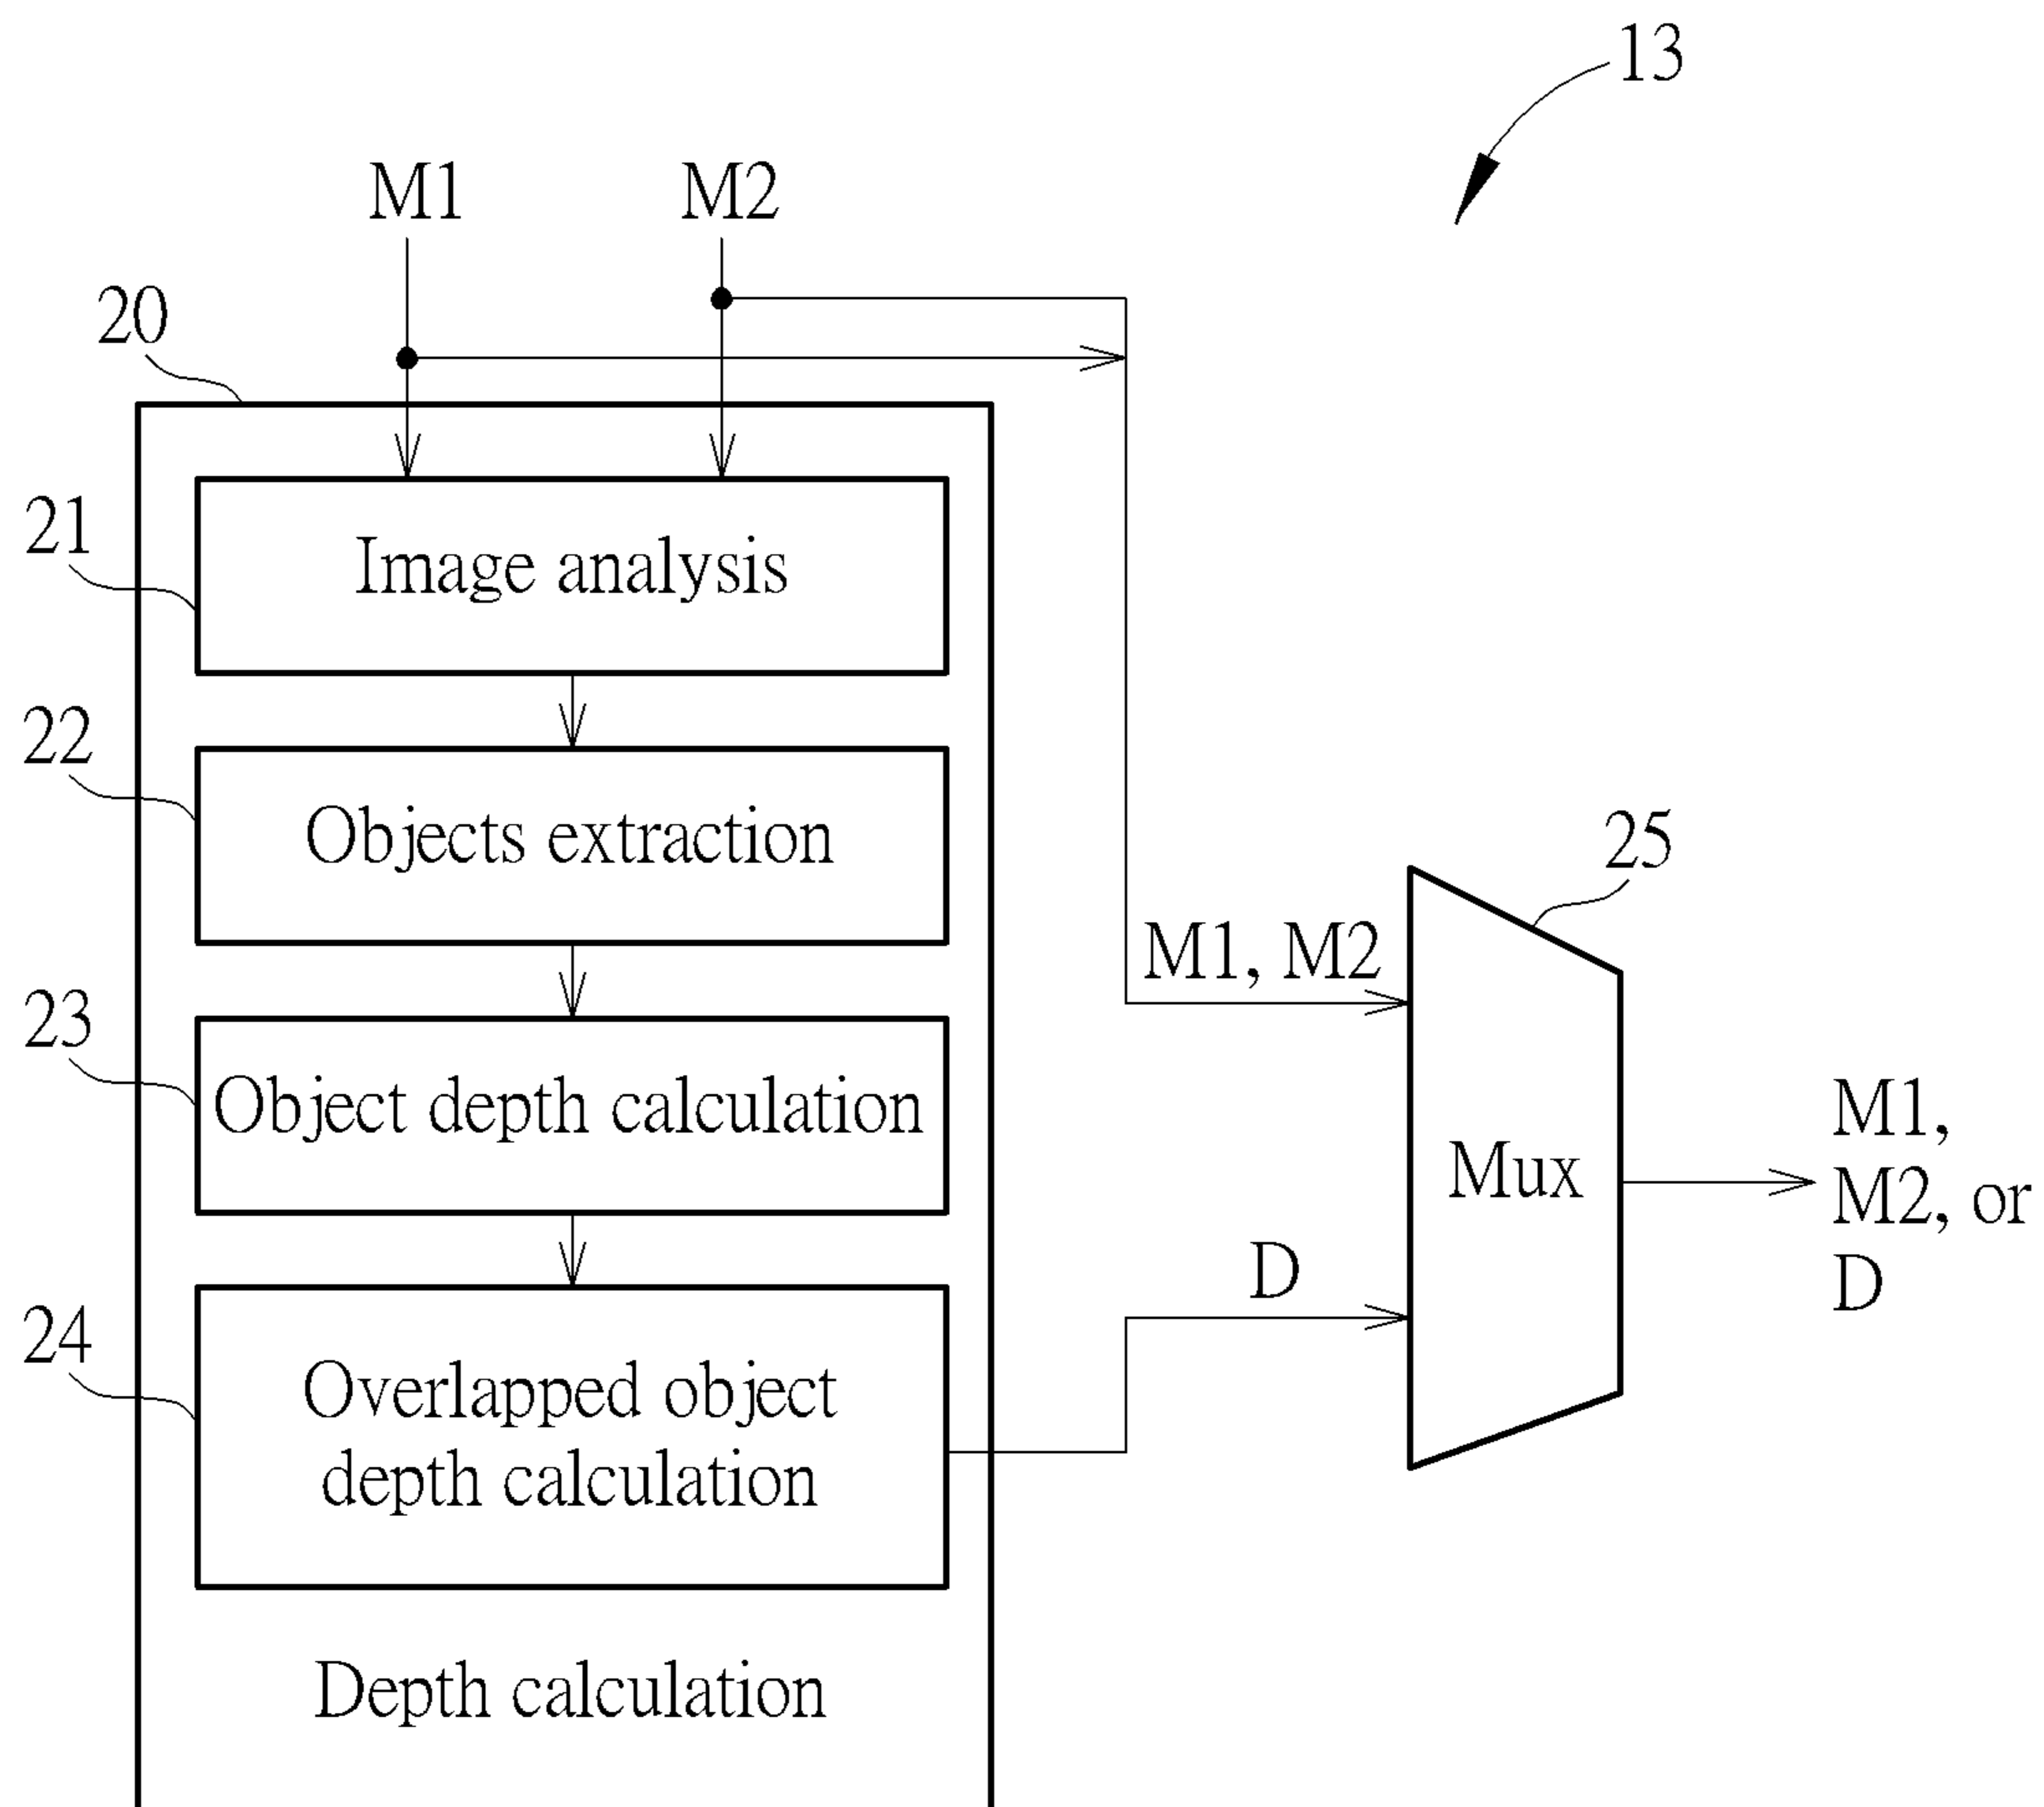 13
M1
M2
20
21
Image analysis
22
Objects extraction
25
M1, M2
23
Object depth calculation
Mux
M1,
M2, or
D
D
24
Overlapped object
depth calculation
Depth calculation